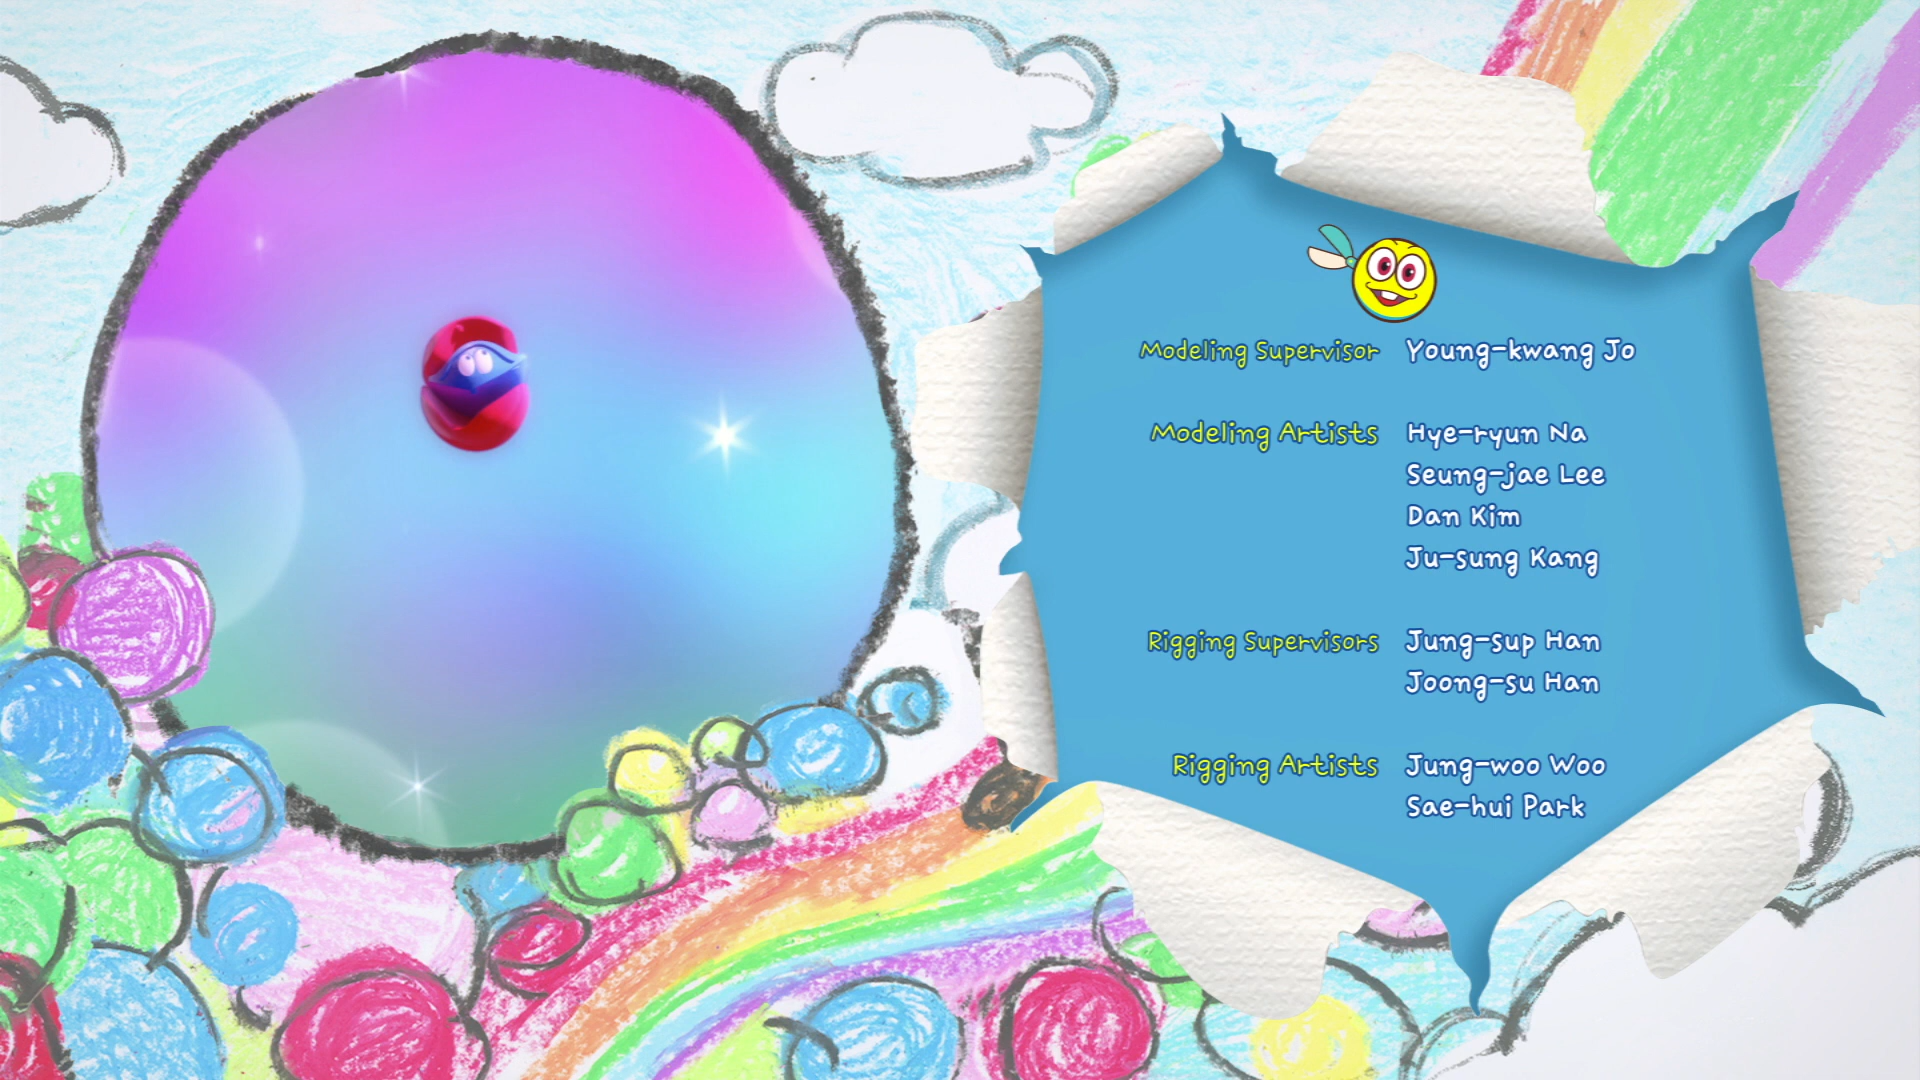 Modeling Supervisor Young-kwang Jo
Modeling Artists Hye-ryun Na
Seung-jae Lee
Dan Kim
Ju-sung Kang
Rigging Supervisors Jung-sup Han
Joong-su Han
Rigging Artists Jung-woo Woo
Sae-hui Park